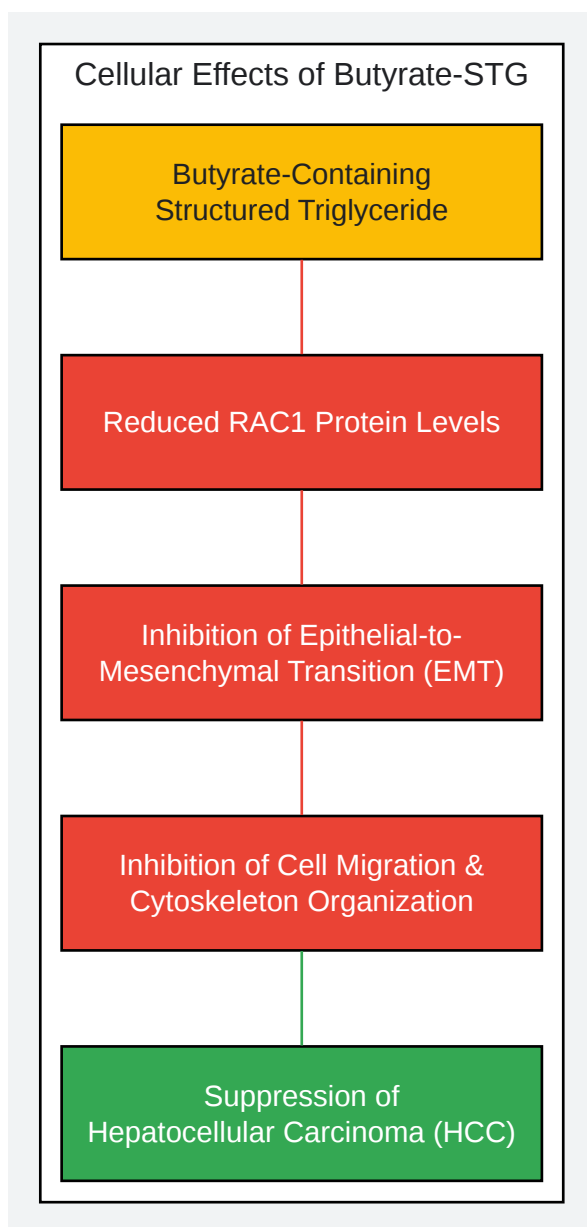 Cellular Effects of Butyrate-STG
Butyrate-Containing
Structured Triglyceride
Reduced RAC1 Protein Levels
Inhibition of Epithelial-to-
Mesenchymal Transition (EMT)
Inhibition of Cell Migration &
Cytoskeleton Organization
Suppression of
Hepatocellular Carcinoma (HCC)